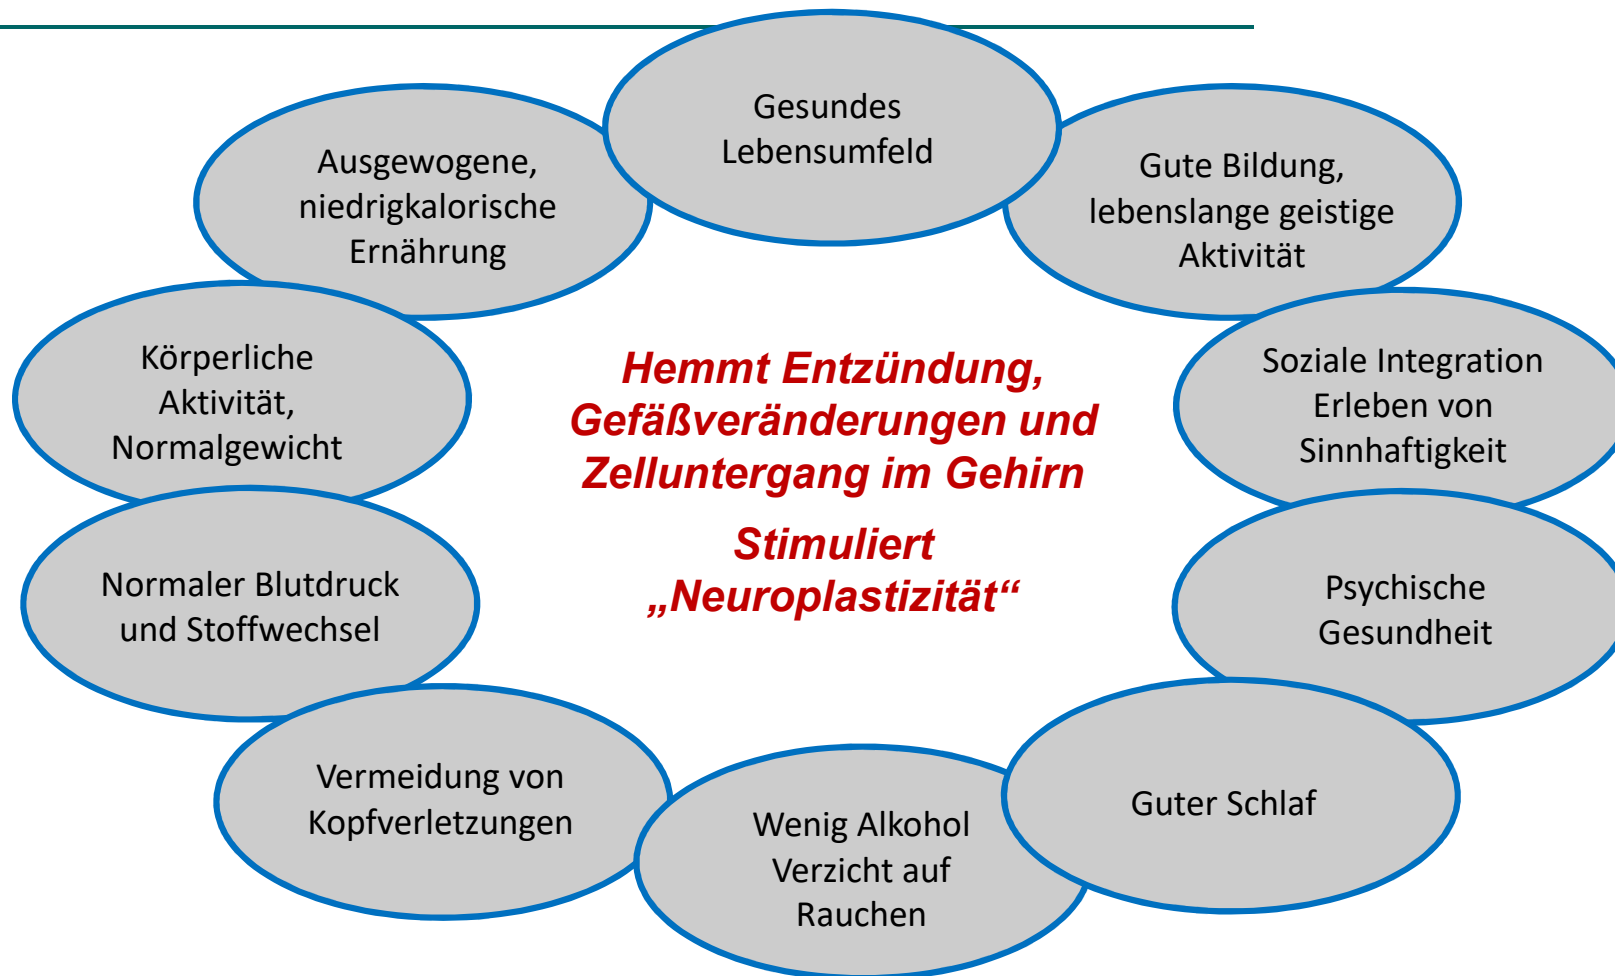 Gesundes
Lebensumfeld
Ausgewogene,
niedrigkalorische
Ernährung
Gute Bildung,
lebenslange geistige
Aktivität
Körperliche
Aktivität,
Normalgewicht
Hemmt Entzündung,
Gefäßveränderungen und
Zelluntergang im Gehirn
Stimuliert
„Neuroplastizität“
Soziale Integration
Erleben von
Sinnhaftigkeit
Normaler Blutdruck
und Stoffwechsel
Psychische
Gesundheit
Vermeidung von
Kopfverletzungen
Wenig Alkohol
Verzicht auf
Rauchen
Guter Schlaf